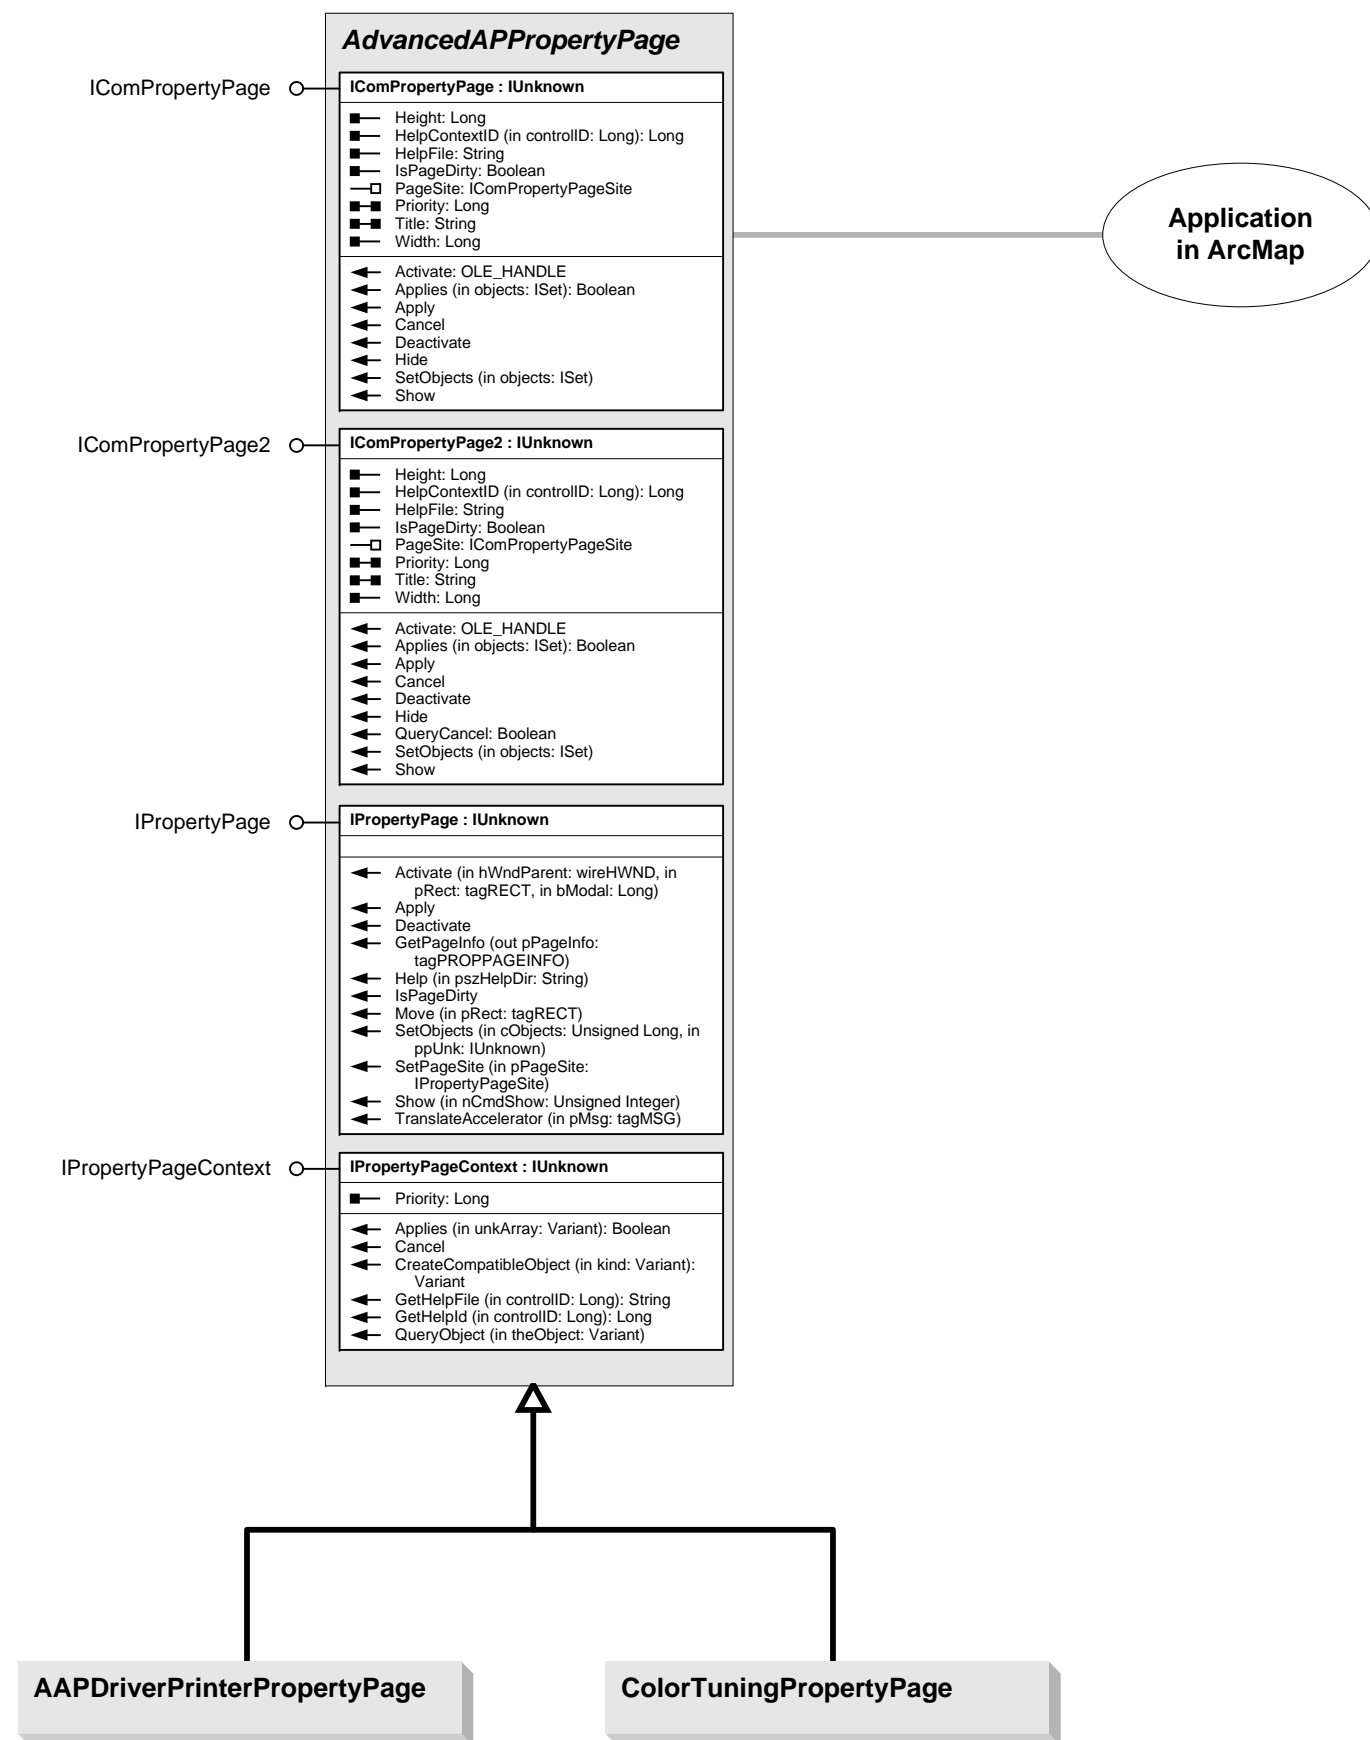 AdvancedAPPropertyPage
IComPropertyPage
IComPropertyPage : IUnknown
Height: Long
HelpContextID (in controlID: Long): Long
HelpFile: String
IsPageDirty: Boolean
PageSite: IComPropertyPageSite
Priority: Long
Title: String
Width: Long
Application
in ArcMap
Activate: OLE_HANDLE
Applies (in objects: ISet): Boolean
Apply
Cancel
Deactivate
Hide
SetObjects (in objects: ISet)
Show
IComPropertyPage2
IComPropertyPage2 : IUnknown
Height: Long
HelpContextID (in controlID: Long): Long
HelpFile: String
IsPageDirty: Boolean
PageSite: IComPropertyPageSite
Priority: Long
Title: String
Width: Long
Activate: OLE_HANDLE
Applies (in objects: ISet): Boolean
Apply
Cancel
Deactivate
Hide
QueryCancel: Boolean
SetObjects (in objects: ISet)
Show
IPropertyPage
IPropertyPage : IUnknown
Activate (in hWndParent: wireHWND, in
pRect: tagRECT, in bModal: Long)
Apply
Deactivate
GetPageInfo (out pPageInfo:
tagPROPPAGEINFO)
Help (in pszHelpDir: String)
IsPageDirty
Move (in pRect: tagRECT)
SetObjects (in cObjects: Unsigned Long, in
ppUnk: IUnknown)
SetPageSite (in pPageSite:
IPropertyPageSite)
Show (in nCmdShow: Unsigned Integer)
TranslateAccelerator (in pMsg: tagMSG)
IPropertyPageContext
IPropertyPageContext : IUnknown
Priority: Long
Applies (in unkArray: Variant): Boolean
Cancel
CreateCompatibleObject (in kind: Variant):
Variant
GetHelpFile (in controlID: Long): String
GetHelpId (in controlID: Long): Long
QueryObject (in theObject: Variant)
AAPDriverPrinterPropertyPage
ColorTuningPropertyPage